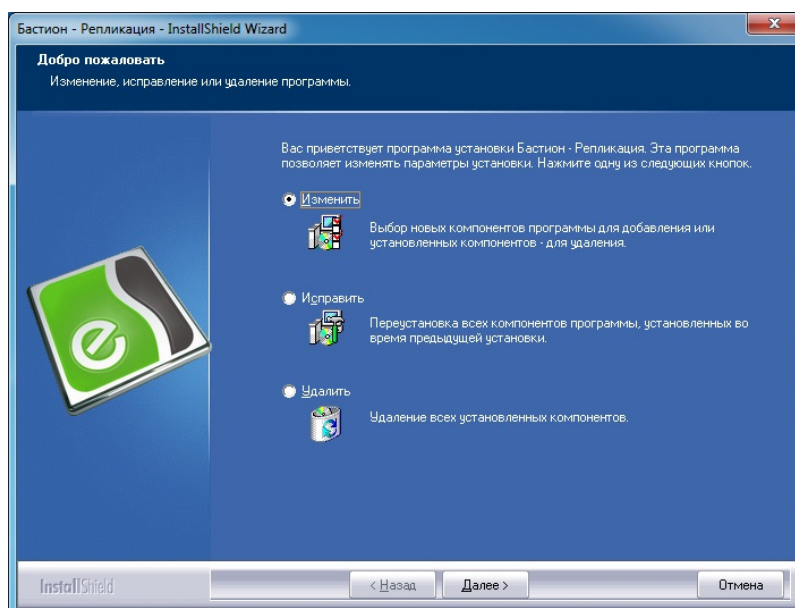 Бастион - Репликация - InstallShield Wizard
Добро пожаловать
Изменение, исправление или удаление программы.
Вас приветствует программа установки Бастион - Репликация. Эта программа
позволяет изменять параметры установки. Нажмите одну из следующих кнопок.
Изменить
Выбор новых компонентов программы для добавления или
установленных компонентов - для удаления.
Исправить
Переустановка всех компонентов программы, установленных во
время предыдущей установки.
Удалить
Удаление всех установленных компонентов.
InstallShield
< Назад
Далее >
Отмена